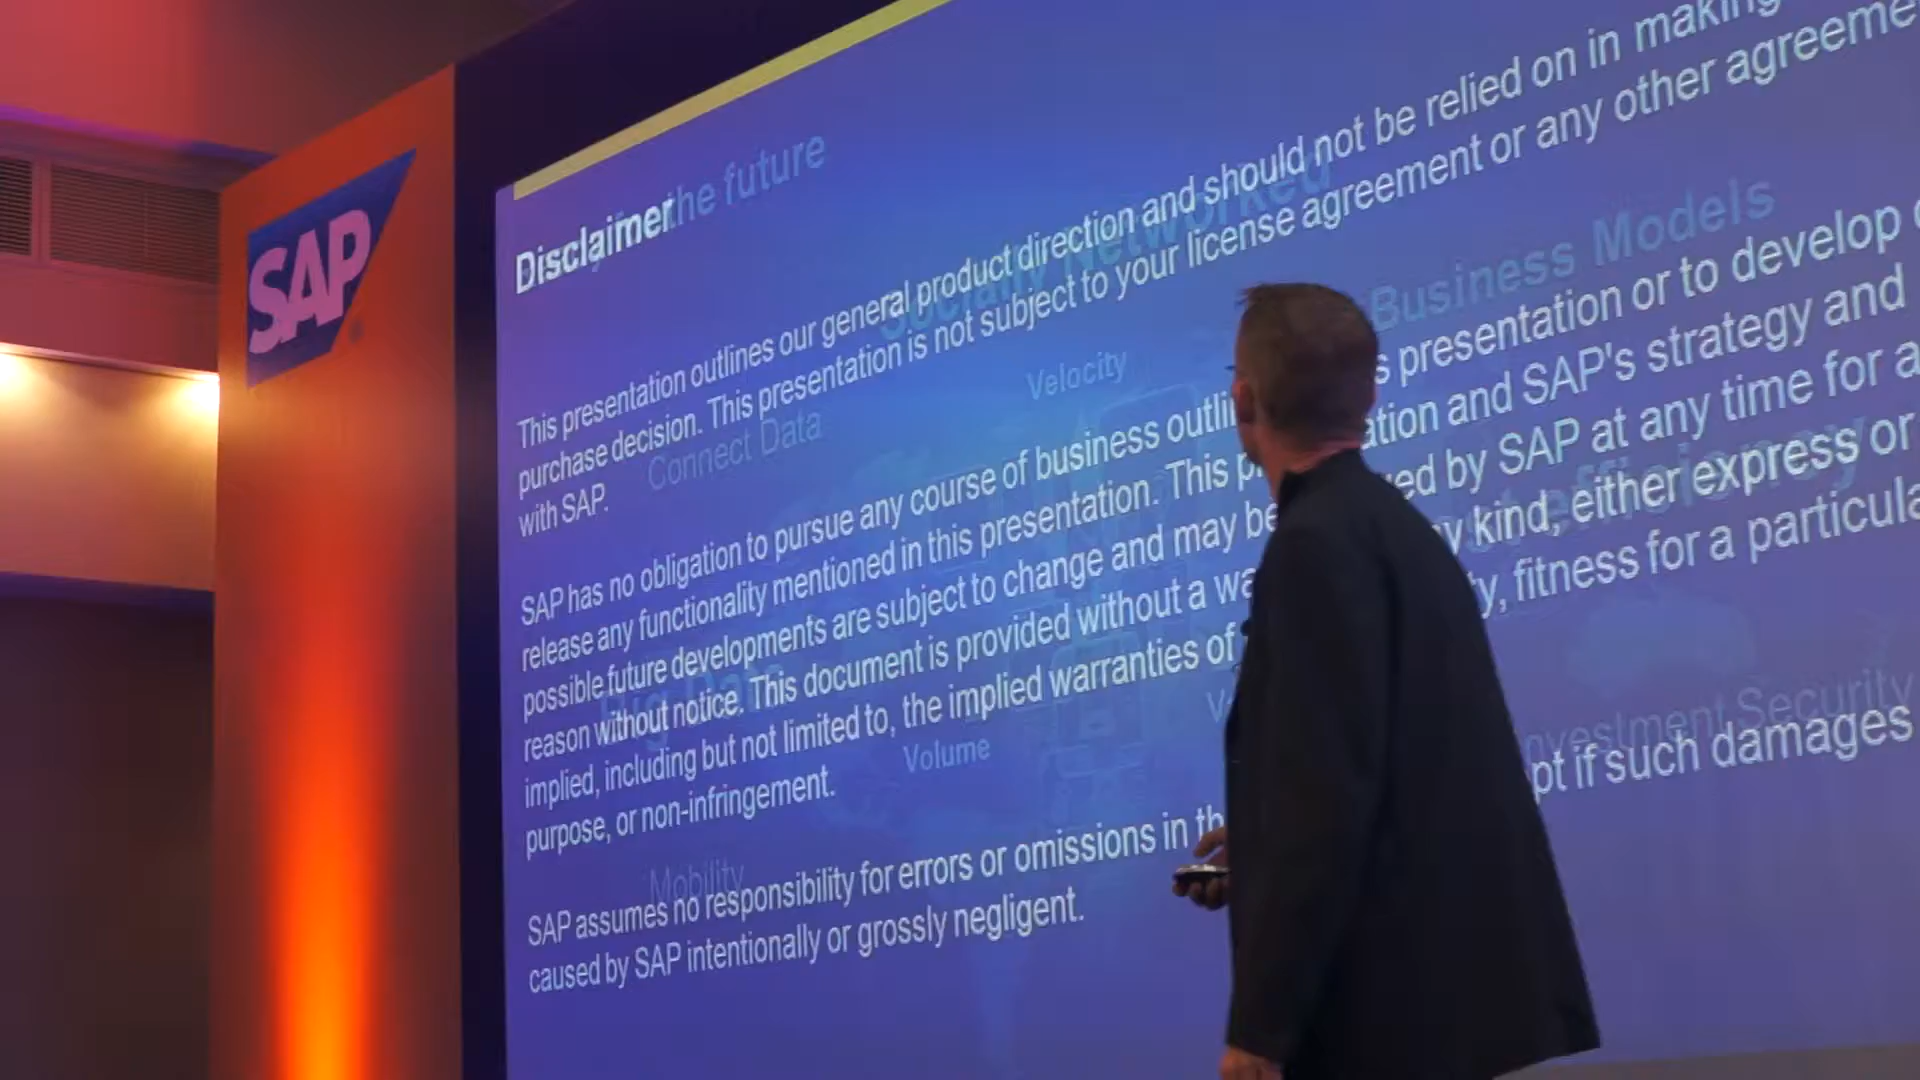 SAP
Disclaimer
the future
This presentation outlines our general product direction and should not be relied on in making
purchase decision. This presentation is not subject to your license agreement or any other agreeme
with SAP.
SAP has no obligation to pursue any course of business outli s presentation or to develop
release any functionality mentioned in this presentation. This p ation and SAP's strategy and
possible future developments are subject to change and may be ed by SAP at any time for a
reason without notice. This document is provided without a wa y kind, either express or
implied, including but not limited to, the implied warranties of y, fitness for a particula
purpose, or non-infringement.
SAP assumes no responsibility for errors or omissions in th pt if such damages
caused by SAP intentionally or grossly negligent.
Socially Networked
Business Models
Velocity
Connect Data
efficiency
Big Data
Volume
Investment Security
Mobility